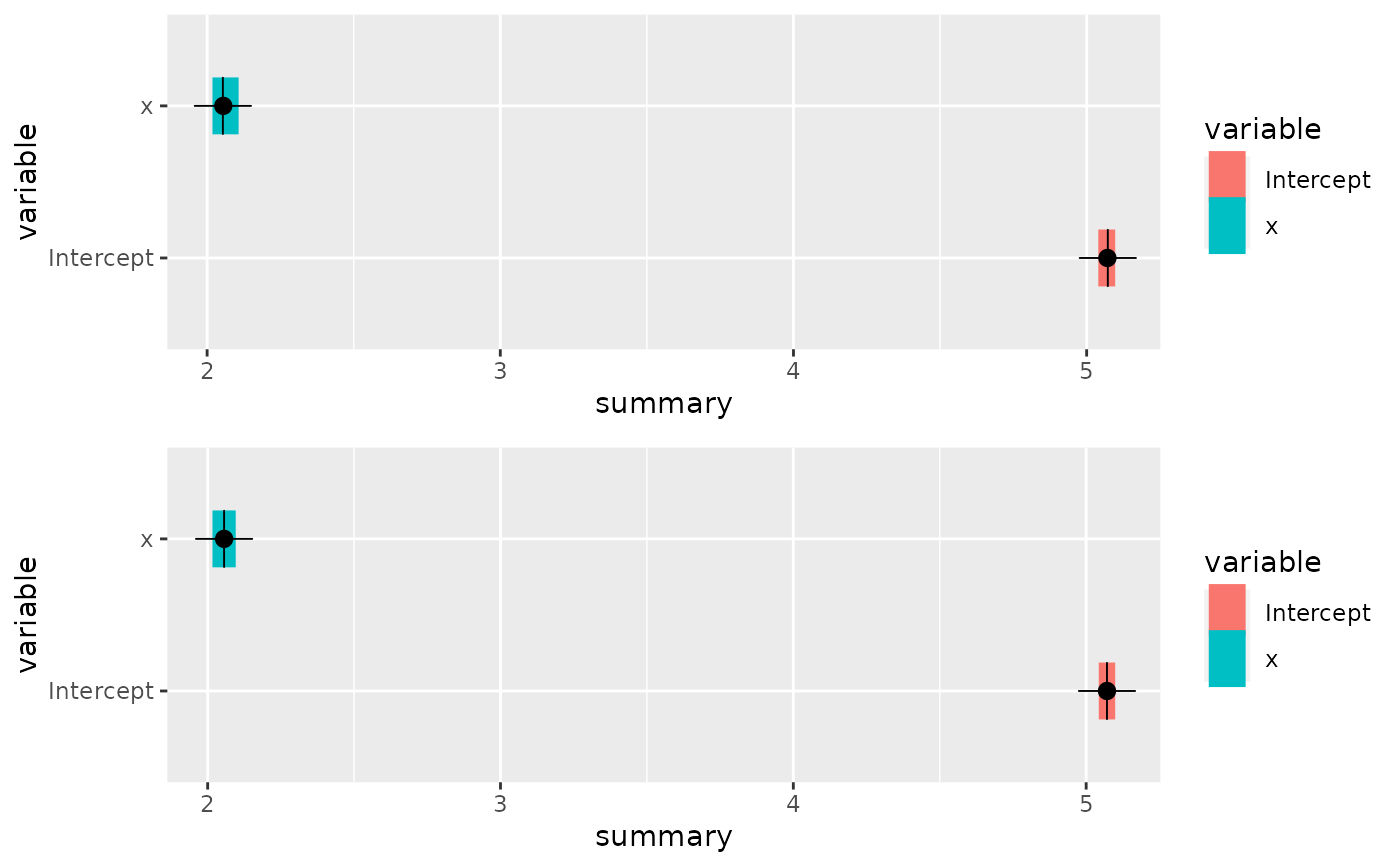 variable
x
Intercept
2 3 4 5
summary
variable
Intercept
x
variable
x
Intercept
2 3 4 5
summary
variable
Intercept
x